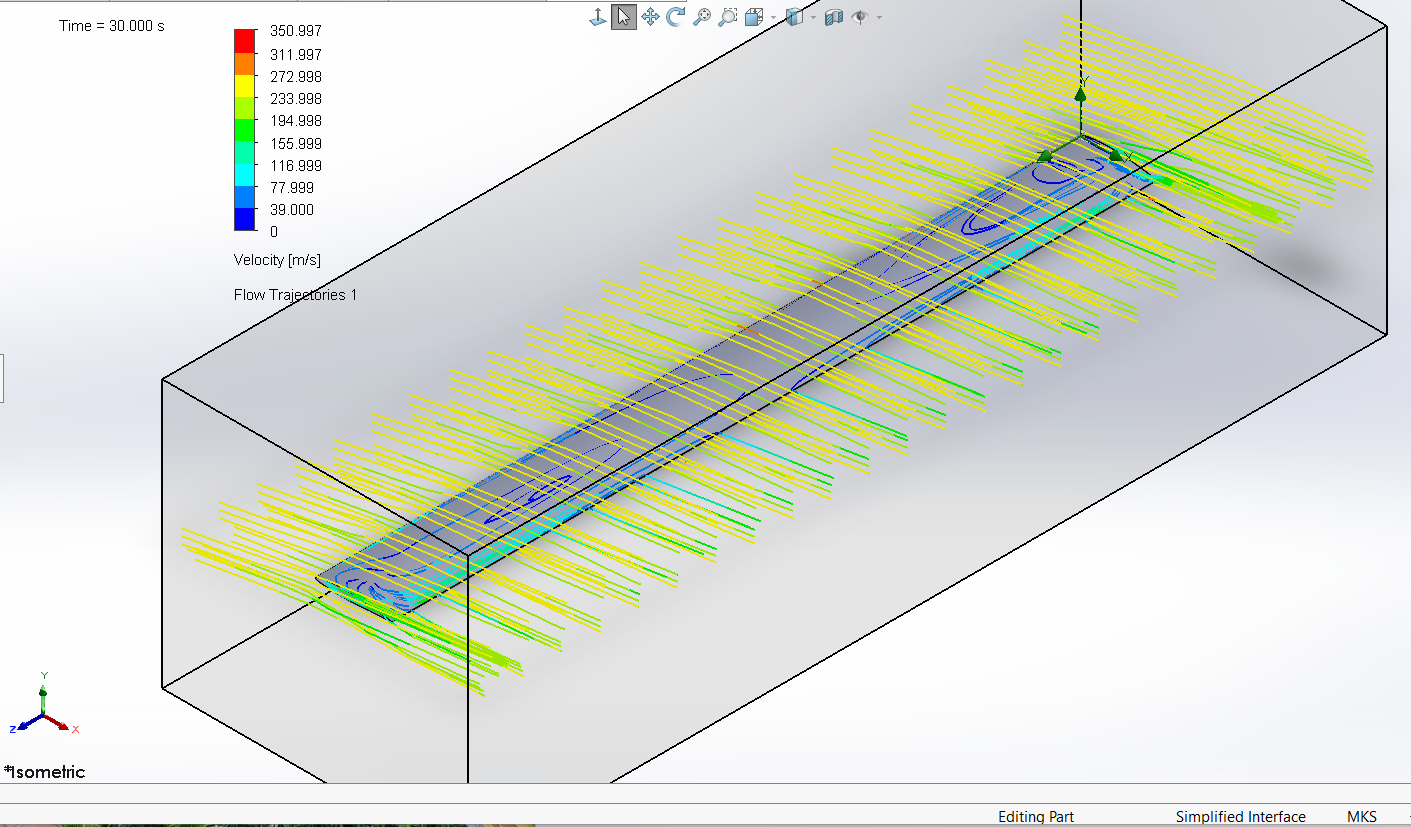 Time = 30.000 s
350.997
311.997
272.998
233.998
194.998
155.999
116.999
77.999
39.000
0
Velocity [m/s]
Flow Trajectories 1
Y
Y
Z
X
*Isometric
Editing Part
Simplified Interface
MKS